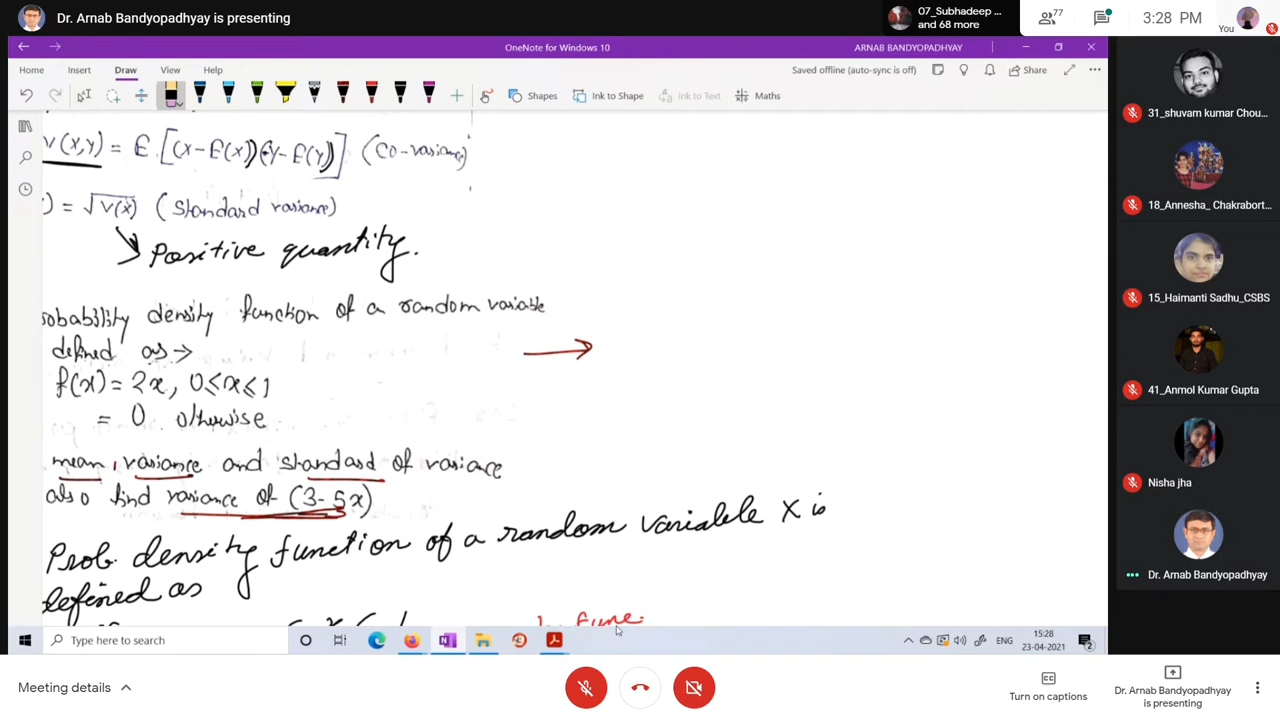 Dr. Arnab Bandyopadhyay is presenting
07_Subhadeep ...
and 68 more
77
3:28 PM
You
OneNote for Windows 10
ARNAB BANDYOPADHYAY
Home Insert Draw View Help
Saved offline (auto-sync is off)
Share
Shapes
Ink to Shape
Ink to Text
Maths
V(X,Y) = E [(X-E(X))(Y-E(Y))] (Co-variance)
) = √V(X) (Standard variance)
Positive quantity.
robability density function of a random variable
defined as →
f(x) = 2x, 0≤x≤1
= 0 otherwise
mean, variance and standard of variance
also find variance of (3-5x)
Prob. density function of a random variable X is
defined as
func.
31_shuvam kumar Chou...
18_Annesha_ Chakrabort...
15_Haimanti Sadhu_CSBS
41_Anmol Kumar Gupta
Nisha jha
Dr. Arnab Bandyopadhyay
Type here to search
ENG
15:28
23-04-2021
2
Meeting details
Turn on captions
Dr. Arnab Bandyopadhyay
is presenting